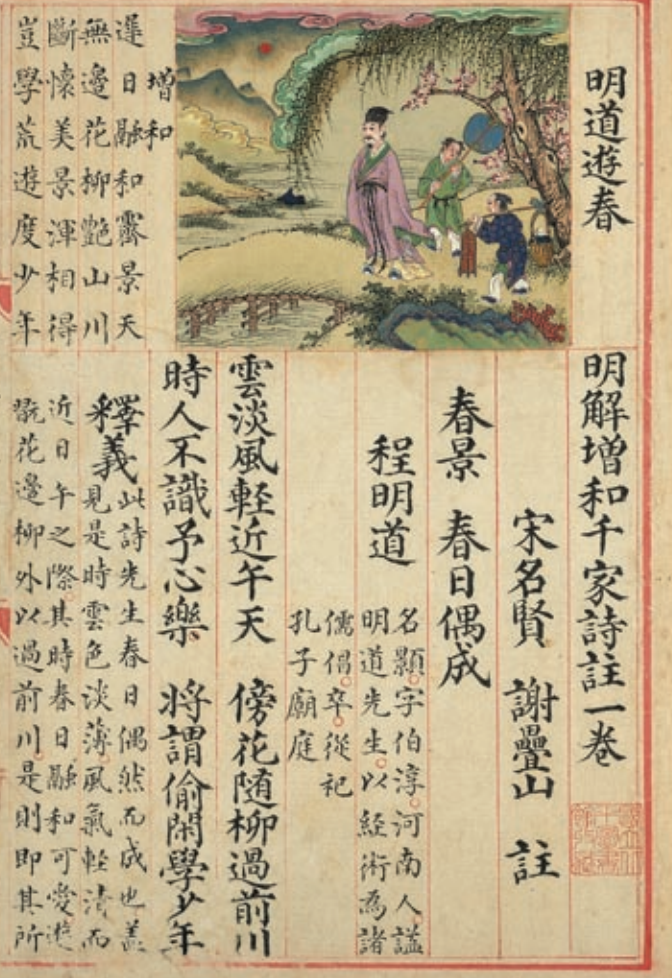 明道遊春
增和
遲日融和霽景天
無邊花柳艷山川
斷懷美景渾相得
豈學荒遊度少年
明解增和千家詩註一卷
宋名賢 謝疊山 註
春景 春日偶成
程明道
名顥字伯淳河南人謚
明道先生以經術為諸
儒倡卒從祀
孔子廟庭
雲淡風輕近午天 傍花随柳過前川
時人不識予心樂 將謂偷閑學少年
釋義
此詩先生春日偶然而成也蓋
見是時雲色淡薄風氣輕清而
近日午之際其時春日融和可愛遊
翫花邊柳外以過前川是則即其所